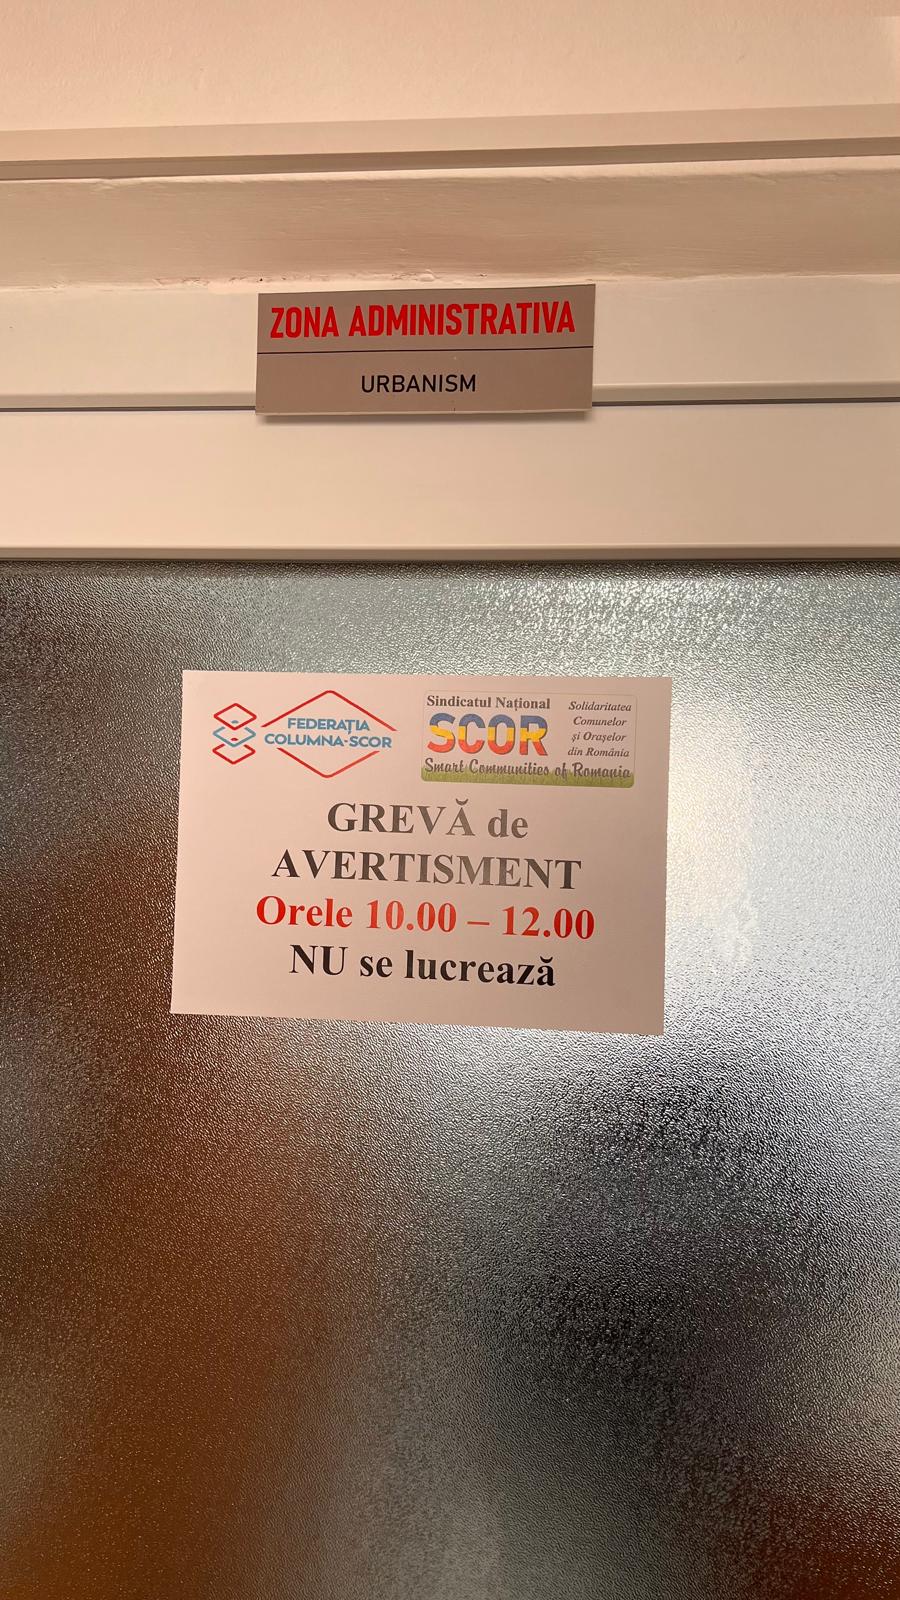 ZONA ADMINISTRATIVA
URBANISM
FEDERAȚIA
COLUMNA-SCOR
Sindicatul Național
SCOR
Smart Communities of Romania
Solidaritatea
Comunelor
și Orașelor
din România
GREVĂ de
AVERTISMENT
Orele 10.00 – 12.00
NU se lucrează